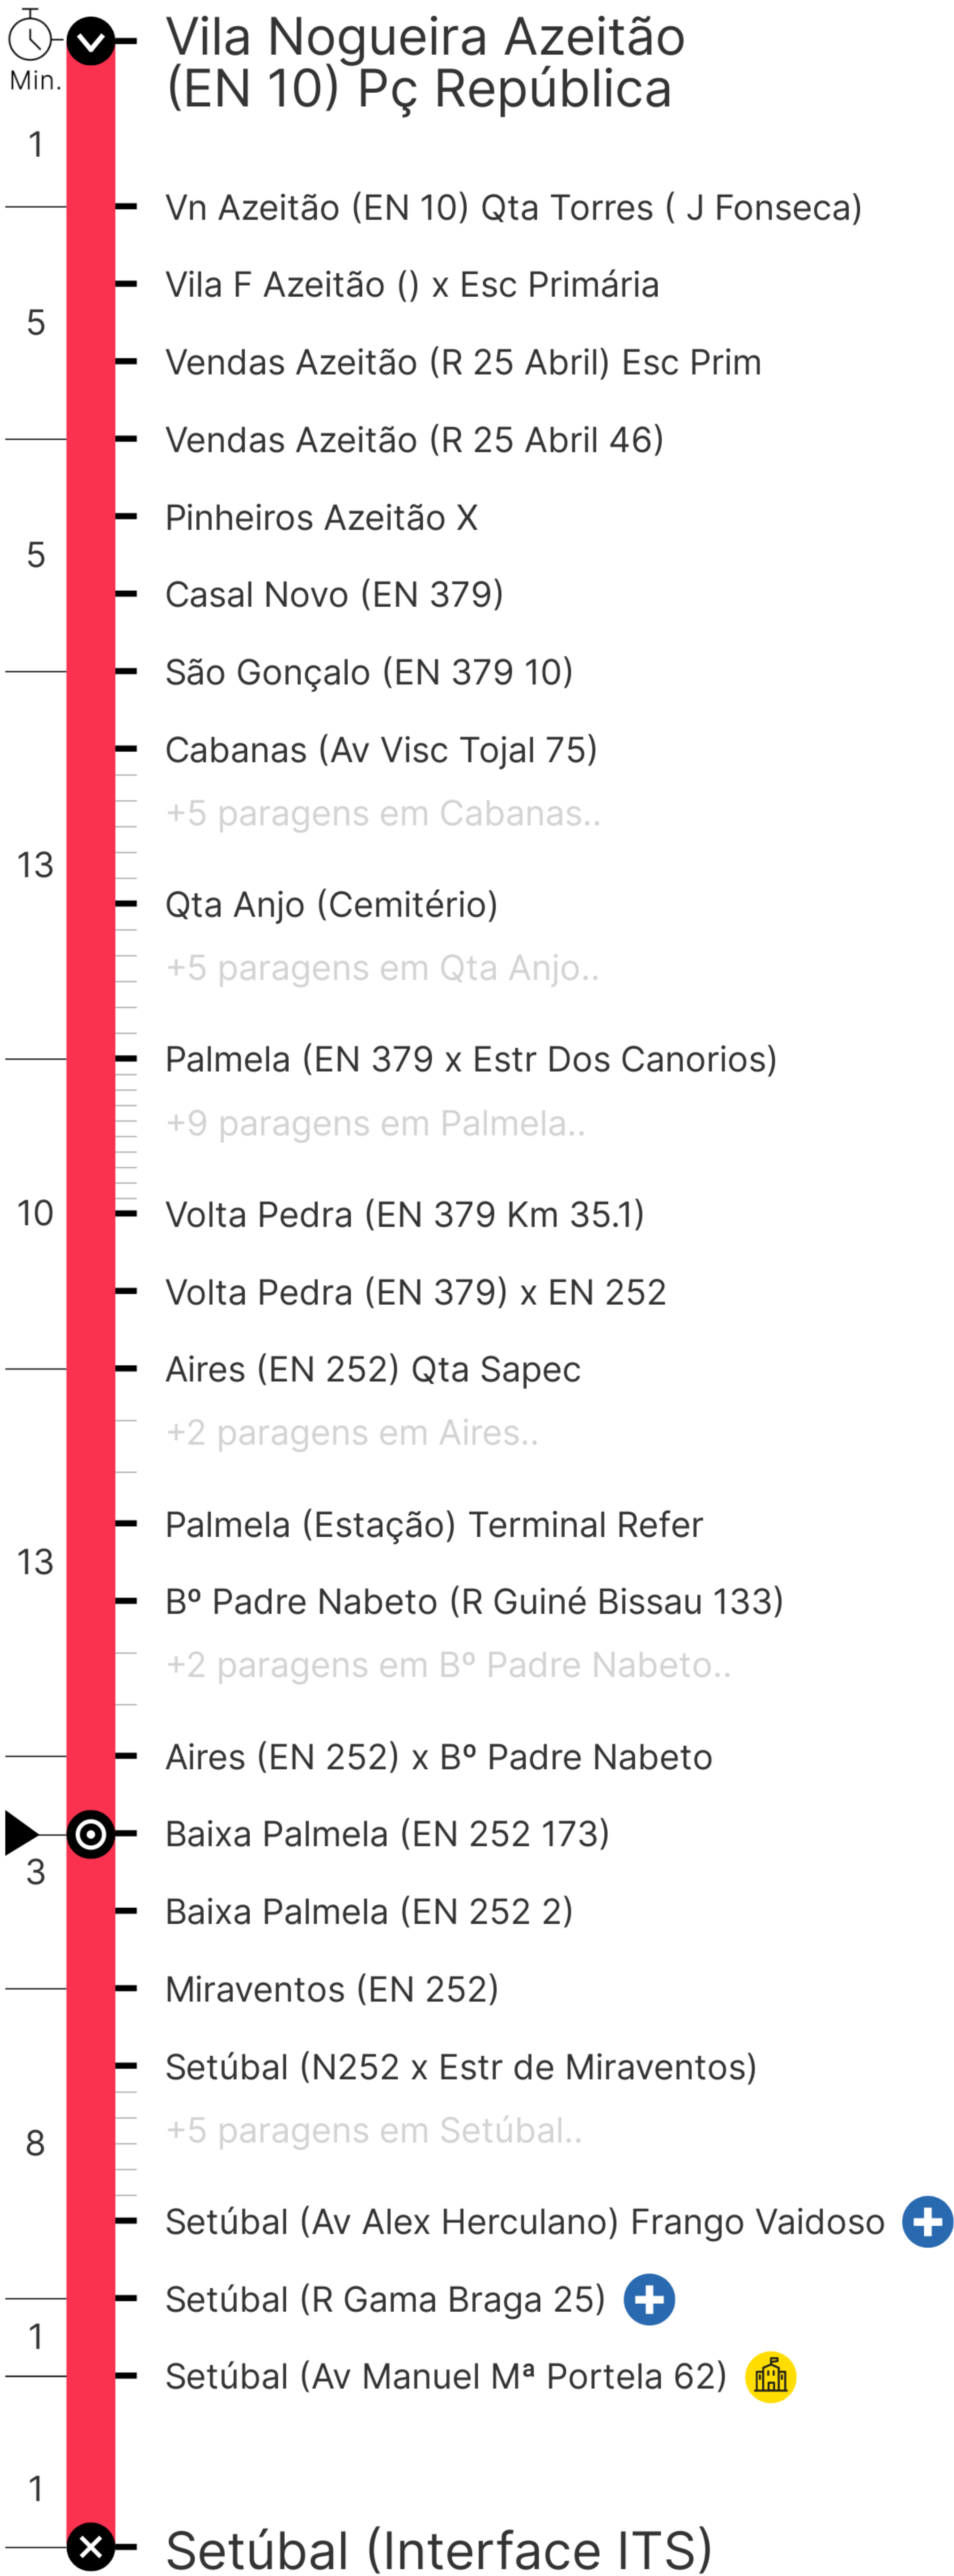 Vila Nogueira Azeitão
(EN 10) Pç República
Min.
1
Vn Azeitão (EN 10) Qta Torres ( J Fonseca)
Vila F Azeitão () x Esc Primária
5
Vendas Azeitão (R 25 Abril) Esc Prim
Vendas Azeitão (R 25 Abril 46)
Pinheiros Azeitão X
5
Casal Novo (EN 379)
São Gonçalo (EN 379 10)
Cabanas (Av Visc Tojal 75)
+5 paragens em Cabanas..
13
Qta Anjo (Cemitério)
+5 paragens em Qta Anjo..
Palmela (EN 379 x Estr Dos Canorios)
+9 paragens em Palmela..
10
Volta Pedra (EN 379 Km 35.1)
Volta Pedra (EN 379) x EN 252
Aires (EN 252) Qta Sapec
+2 paragens em Aires..
Palmela (Estação) Terminal Refer
13
Bº Padre Nabeto (R Guiné Bissau 133)
+2 paragens em Bº Padre Nabeto..
Aires (EN 252) x Bº Padre Nabeto
Baixa Palmela (EN 252 173)
3
Baixa Palmela (EN 252 2)
Miraventos (EN 252)
Setúbal (N252 x Estr de Miraventos)
+5 paragens em Setúbal..
8
Setúbal (Av Alex Herculano) Frango Vaidoso
Setúbal (R Gama Braga 25)
1
Setúbal (Av Manuel Mª Portela 62)
1
Setúbal (Interface ITS)